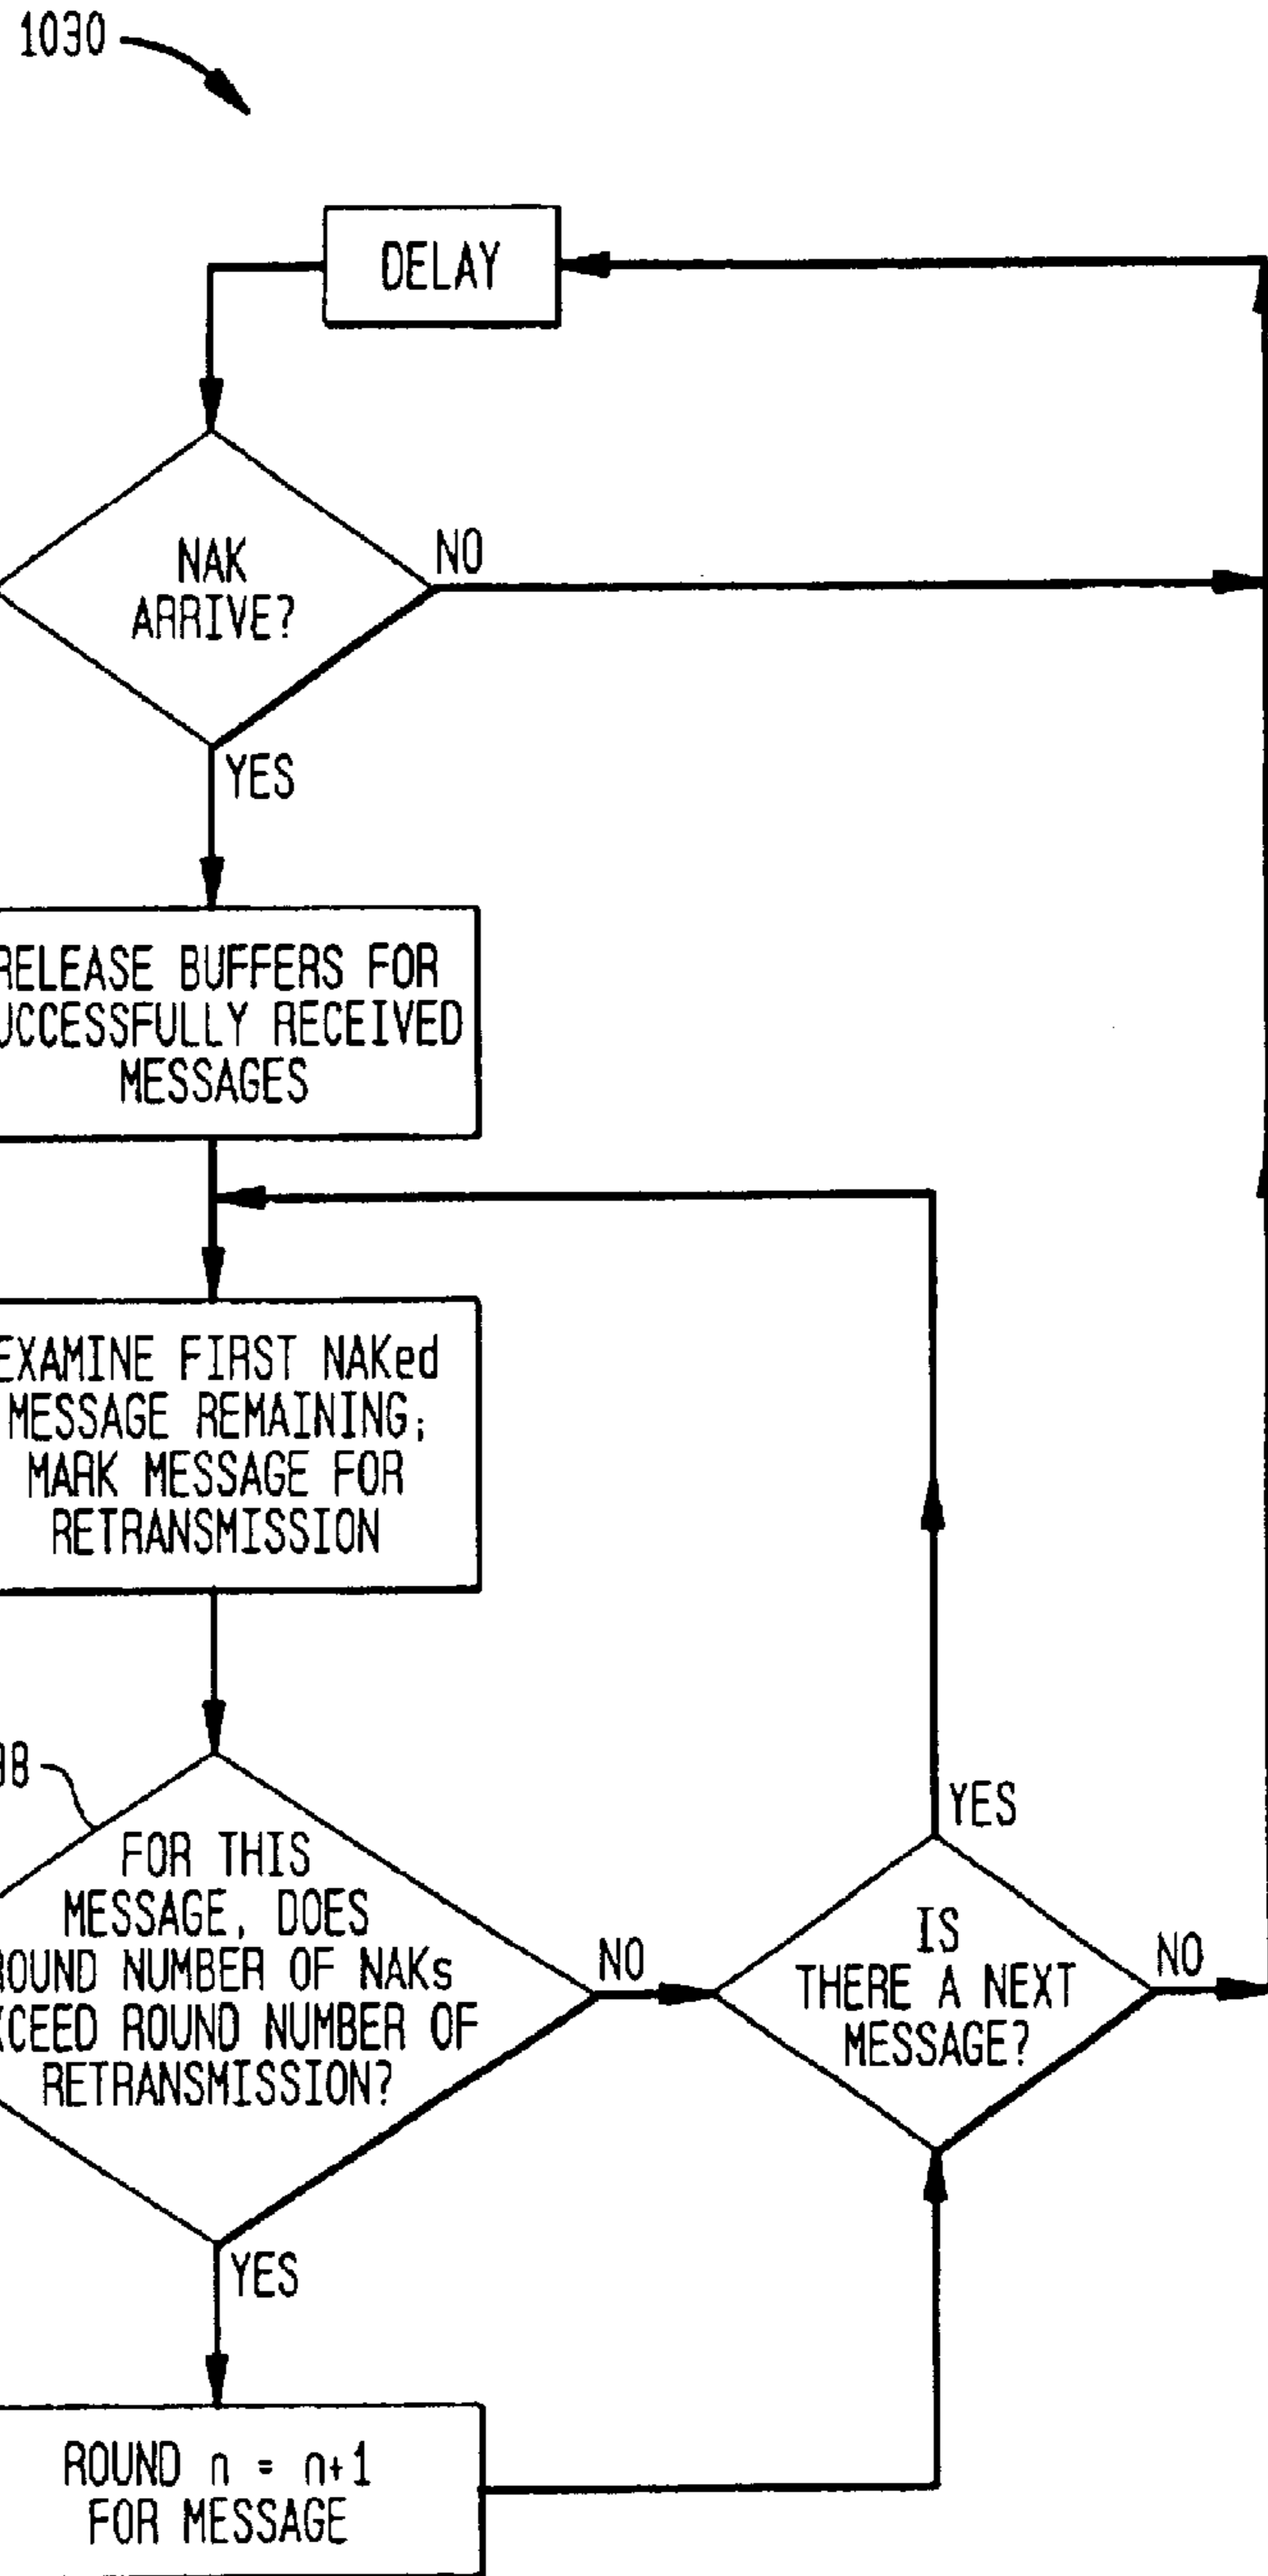 1030
DELAY
NAK
ARRIVE?
NO
YES
RELEASE BUFFERS FOR
UCCESSFULLY RECEIVED
MESSAGES
EXAMINE FIRST NAKed
MESSAGE REMAINING;
MARK MESSAGE FOR
RETRANSMISSION
98
FOR THIS
MESSAGE, DOES
ROUND NUMBER OF NAKs
XCEED ROUND NUMBER OF
RETRANSMISSION?
NO
YES
IS
THERE A NEXT
MESSAGE?
YES
NO
ROUND n = n+1
FOR MESSAGE